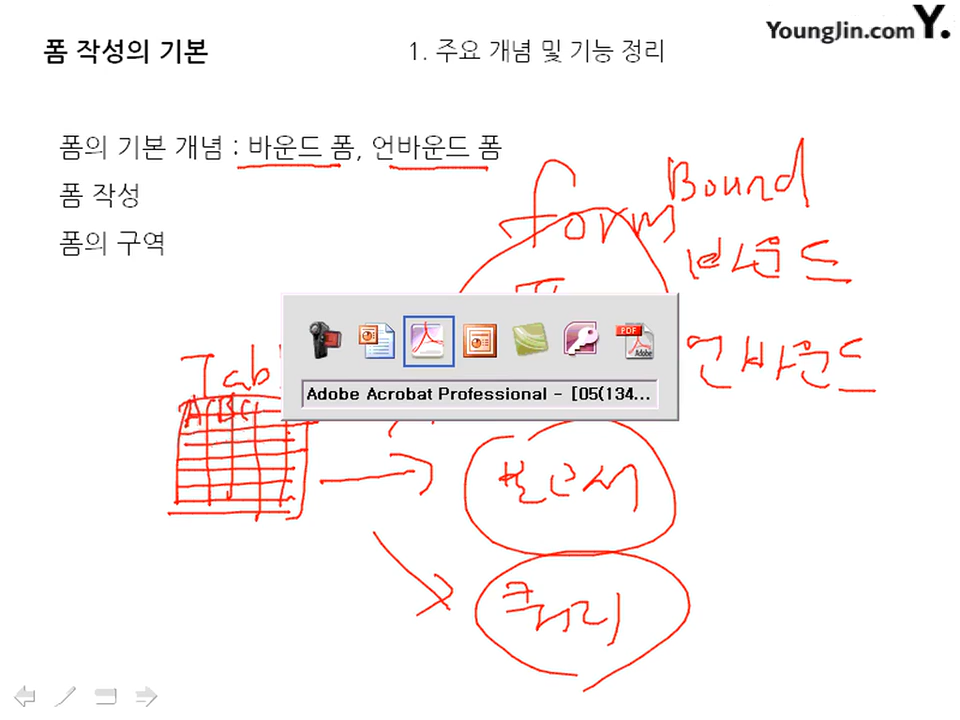 YoungJin.com Y.
폼 작성의 기본
1. 주요 개념 및 기능 정리
폼의 기본 개념 : 바운드 폼, 언바운드 폼
폼 작성
폼의 구역
Bound
form
바운드
언바운드
Adobe Acrobat Professional - [05(134...
PDF
Adobe
A B C
보고서
쿼리